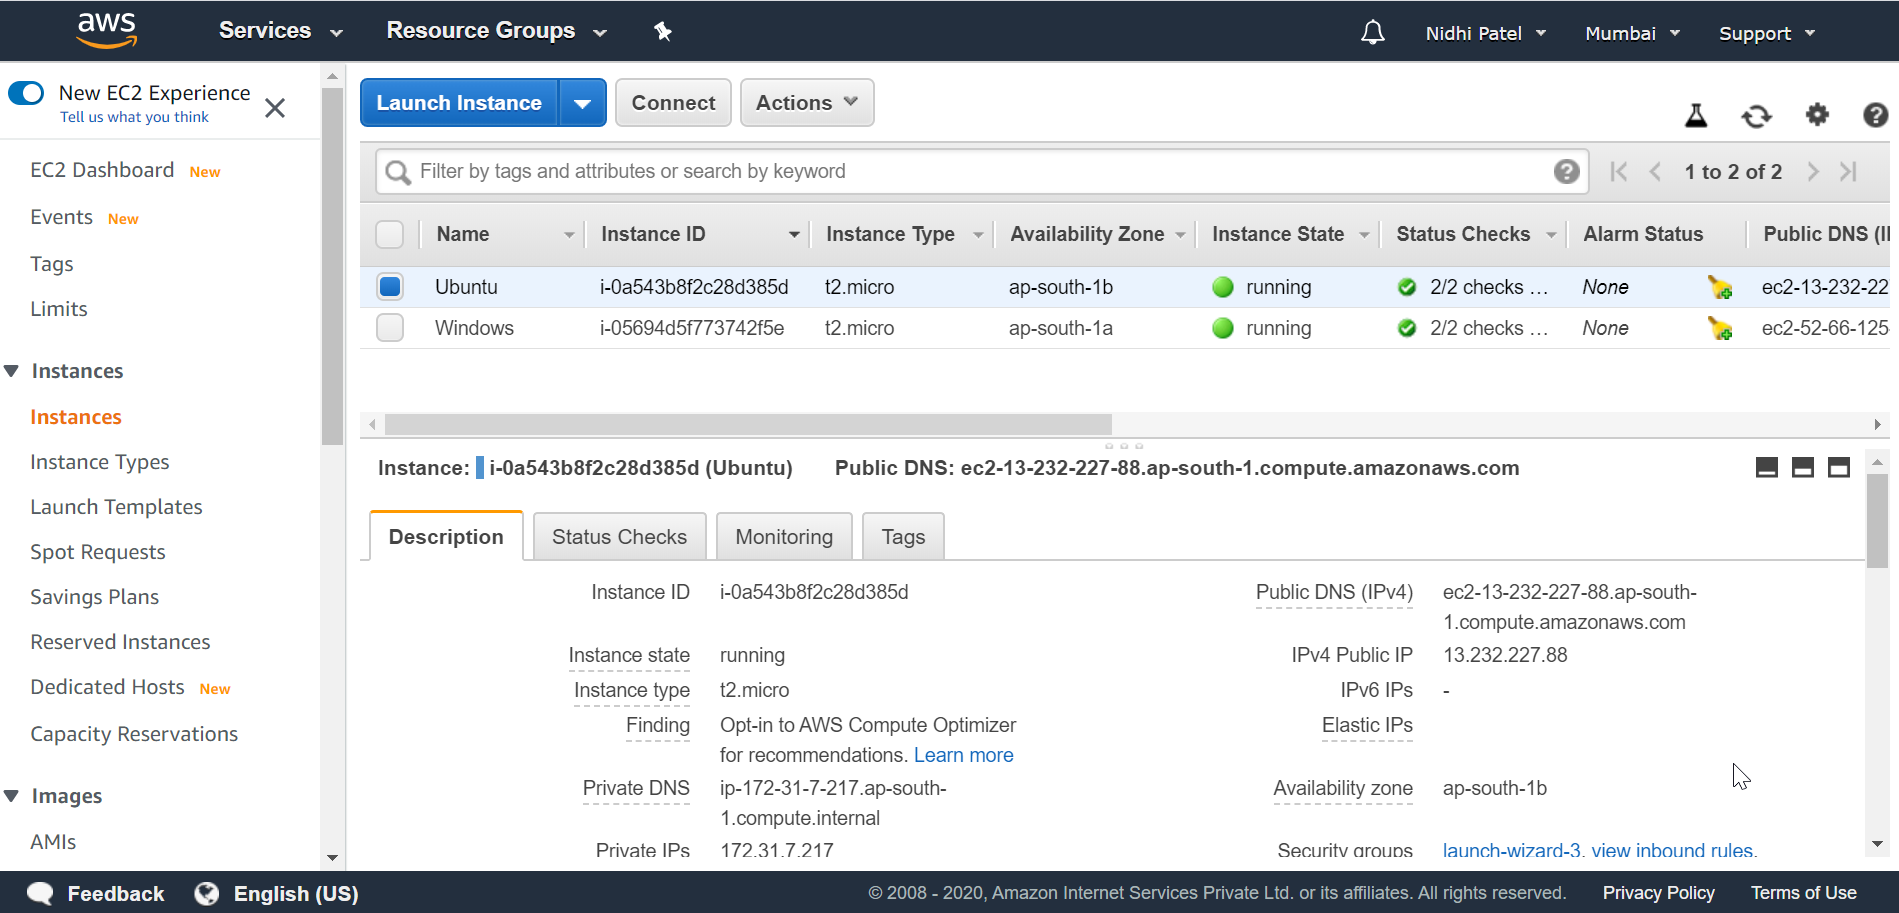 aws
Services
Resource Groups
Nidhi Patel
Mumbai
Support
New EC2 Experience
Tell us what you think
EC2 Dashboard New
Events New
Tags
Limits
Instances
Instances
Instance Types
Launch Templates
Spot Requests
Savings Plans
Reserved Instances
Dedicated Hosts New
Capacity Reservations
Images
AMIs
Launch Instance
Connect
Actions
Filter by tags and attributes or search by keyword
1 to 2 of 2
Name Instance ID Instance Type Availability Zone Instance State Status Checks Alarm Status Public DNS (I
Ubuntu i-0a543b8f2c28d385d t2.micro ap-south-1b running 2/2 checks ... None ec2-13-232-22
Windows i-05694d5f773742f5e t2.micro ap-south-1a running 2/2 checks ... None ec2-52-66-125
Instance: i-0a543b8f2c28d385d (Ubuntu) Public DNS: ec2-13-232-227-88.ap-south-1.compute.amazonaws.com
Description
Status Checks
Monitoring
Tags
Instance ID i-0a543b8f2c28d385d
Instance state running
Instance type t2.micro
Finding Opt-in to AWS Compute Optimizer
for recommendations. Learn more
Private DNS ip-172-31-7-217.ap-south-
1.compute.internal
Private IPs 172.31.7.217
Public DNS (IPv4) ec2-13-232-227-88.ap-south-
1.compute.amazonaws.com
IPv4 Public IP 13.232.227.88
IPv6 IPs -
Elastic IPs
Availability zone ap-south-1b
Security groups launch-wizard-3. view inbound rules.
Feedback
English (US)
© 2008 - 2020, Amazon Internet Services Private Ltd. or its affiliates. All rights reserved.
Privacy Policy
Terms of Use